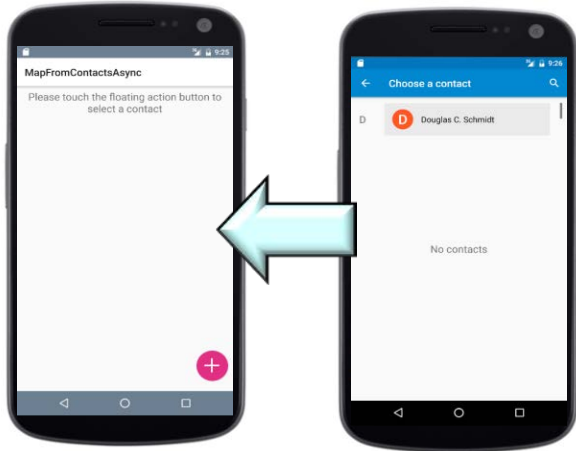 9:25
MapFromContactsAsync
Please touch the floating action button to
select a contact
9:26
Choose a contact
D
D
Douglas C. Schmidt
No contacts